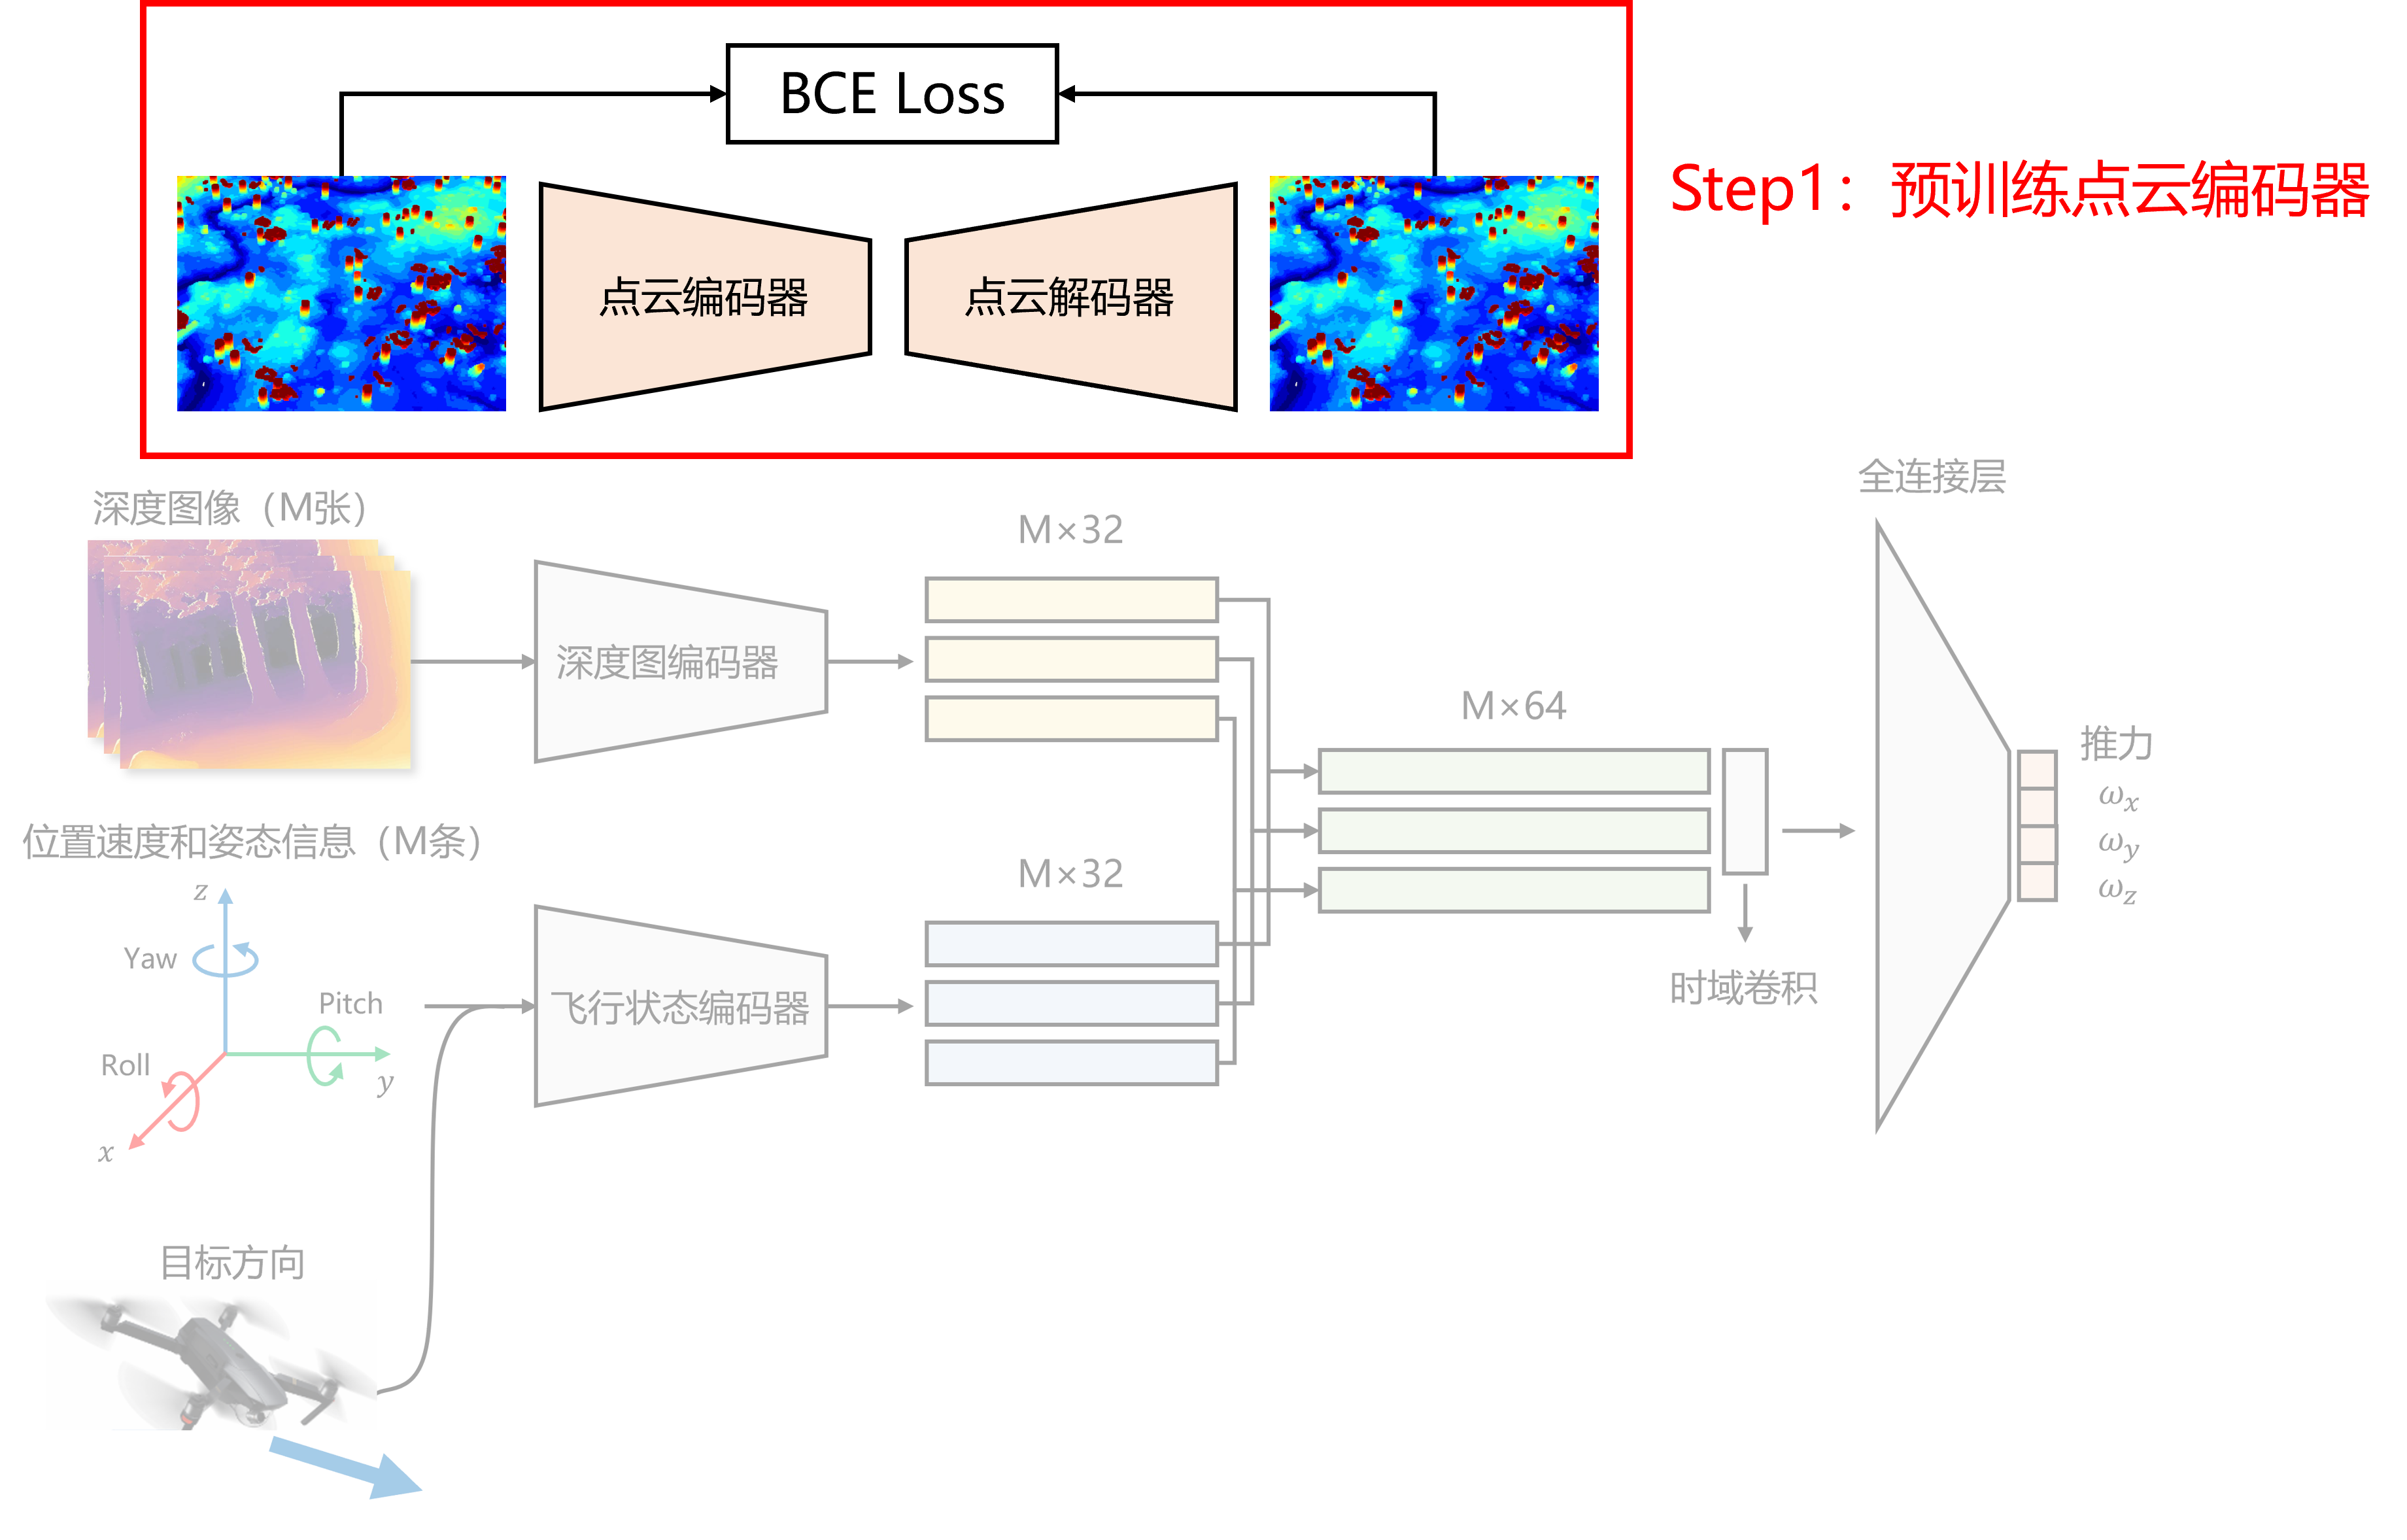 BCE Loss
Step1：预训练点云编码器
点云编码器
点云解码器
全连接层
深度图像（M张）
M×32
深度图编码器
M×64
推力
ω_x
ω_y
ω_z
位置速度和姿态信息（M条）
M×32
z
Yaw
Pitch
飞行状态编码器
时域卷积
Roll
y
x
目标方向